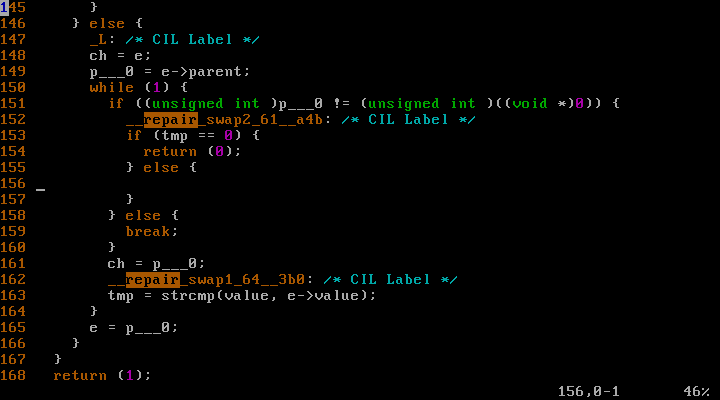 145       }
146     } else {
147       _L: /* CIL Label */
148       ch = e;
149       p___0 = e->parent;
150       while (1) {
151         if ((unsigned int )p___0 != (unsigned int )((void *)0)) {
152           __repair_swap2_61__a4b: /* CIL Label */
153           if (tmp == 0) {
154             return (0);
155           } else {
156
157           }
158         } else {
159           break;
160         }
161         ch = p___0;
162         __repair_swap1_64__3b0: /* CIL Label */
163         tmp = strcmp(value, e->value);
164       }
165       e = p___0;
166     }
167   }
168   return (1);
156,0-1 46%